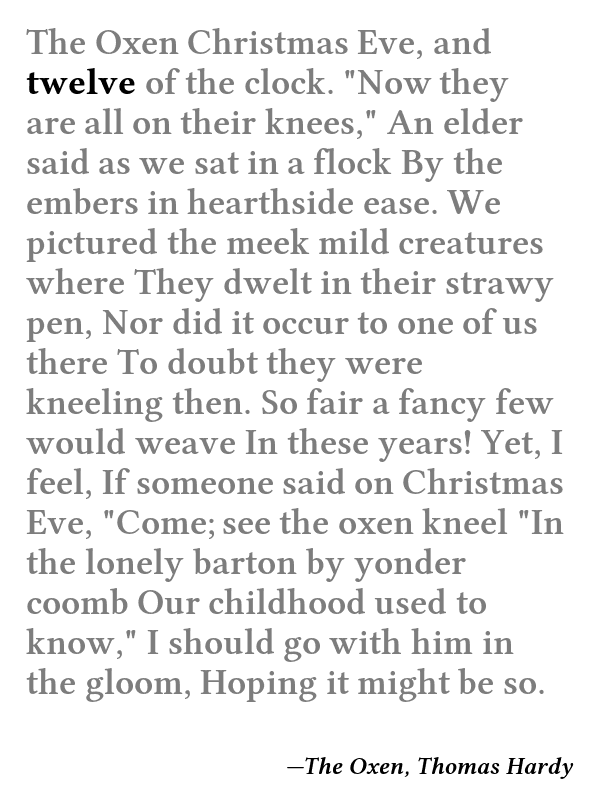 The Oxen Christmas Eve, and
twelve of the clock. "Now they
are all on their knees," An elder
said as we sat in a flock By the
embers in hearthside ease. We
pictured the meek mild creatures
where They dwelt in their strawy
pen, Nor did it occur to one of us
there To doubt they were
kneeling then. So fair a fancy few
would weave In these years! Yet, I
feel, If someone said on Christmas
Eve, "Come; see the oxen kneel "In
the lonely barton by yonder
coomb Our childhood used to
know," I should go with him in
the gloom, Hoping it might be so.
—The Oxen, Thomas Hardy